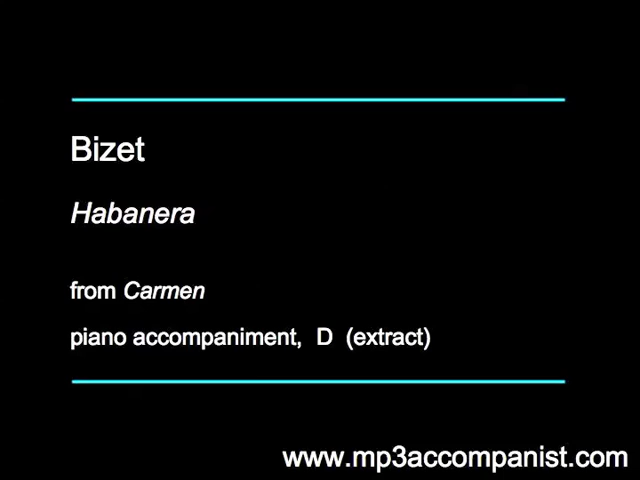 Bizet
Habanera
from Carmen
piano accompaniment, D (extract)
www.mp3accompanist.com